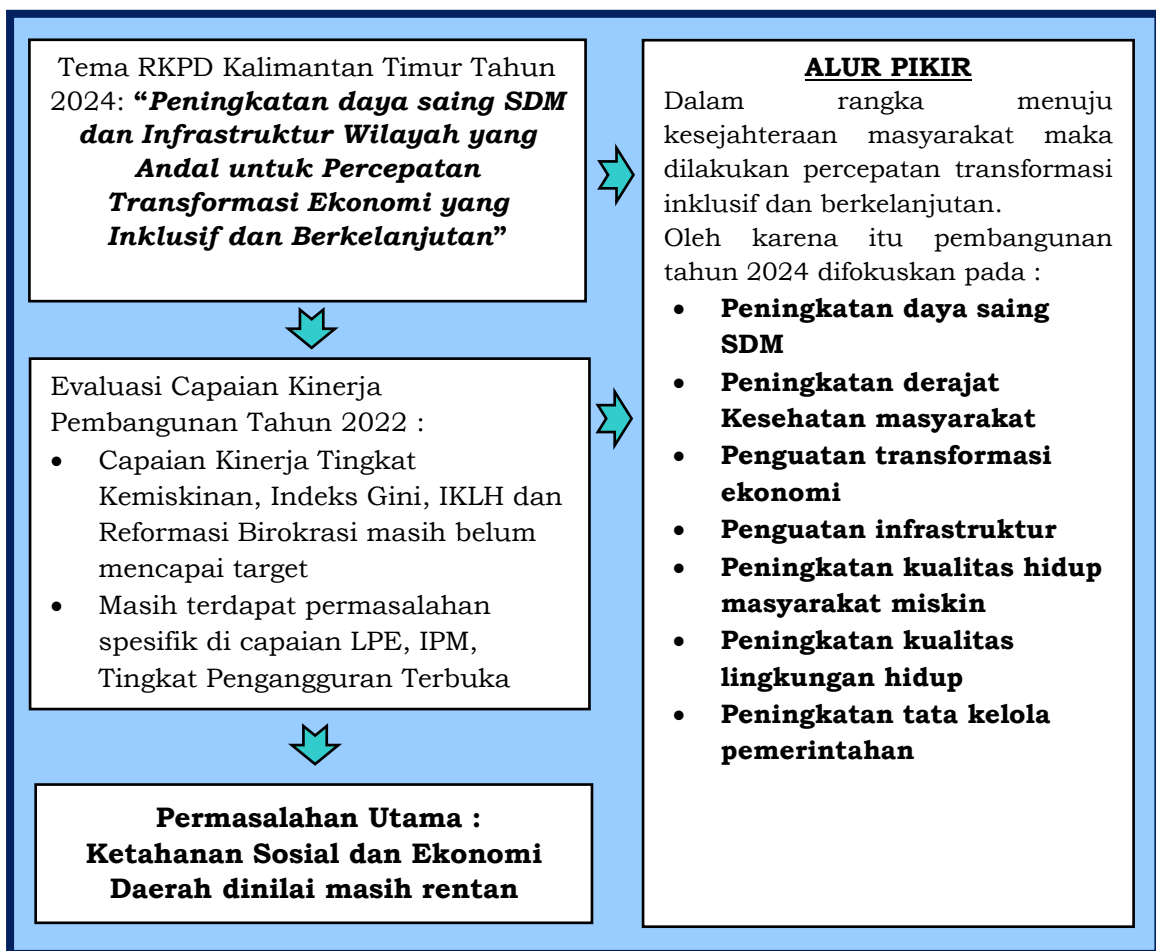 Tema RKPD Kalimantan Timur Tahun
2024: “Peningkatan daya saing SDM
dan Infrastruktur Wilayah yang
Andal untuk Percepatan
Transformasi Ekonomi yang
Inklusif dan Berkelanjutan”
Evaluasi Capaian Kinerja
Pembangunan Tahun 2022 :
• Capaian Kinerja Tingkat
Kemiskinan, Indeks Gini, IKLH dan
Reformasi Birokrasi masih belum
mencapai target
• Masih terdapat permasalahan
spesifik di capaian LPE, IPM,
Tingkat Pengangguran Terbuka
Permasalahan Utama :
Ketahanan Sosial dan Ekonomi
Daerah dinilai masih rentan
ALUR PIKIR
Dalam rangka menuju
kesejahteraan masyarakat maka
dilakukan percepatan transformasi
inklusif dan berkelanjutan.
Oleh karena itu pembangunan
tahun 2024 difokuskan pada :
• Peningkatan daya saing
SDM
• Peningkatan derajat
Kesehatan masyarakat
• Penguatan transformasi
ekonomi
• Penguatan infrastruktur
• Peningkatan kualitas hidup
masyarakat miskin
• Peningkatan kualitas
lingkungan hidup
• Peningkatan tata kelola
pemerintahan